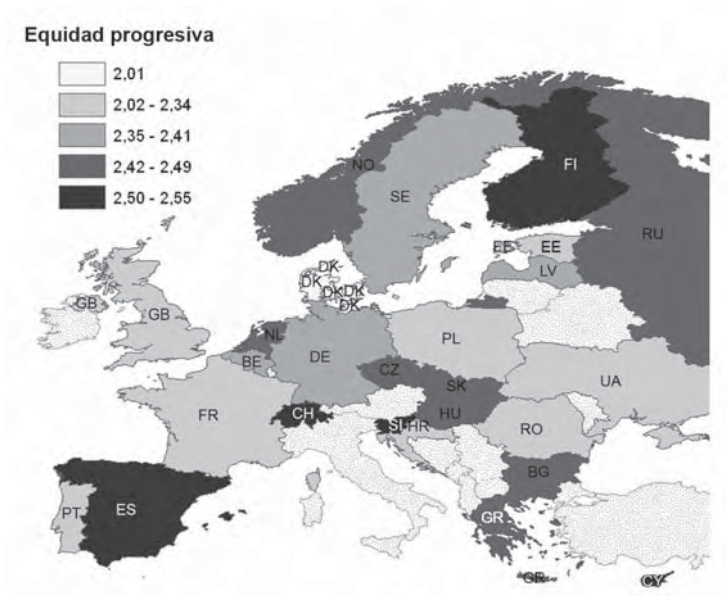 Equidad progresiva
2,01
2,02 - 2,34
2,35 - 2,41
2,42 - 2,49
2,50 - 2,55
NO
FI
SE
RU
EE
EE
LV
DK
DK
DK
DK
DK
GB
GB
NL
BE
DE
PL
CZ
SK
UA
FR
CH
HU
SI
HR
RO
BG
PT
ES
GR
GR
CY